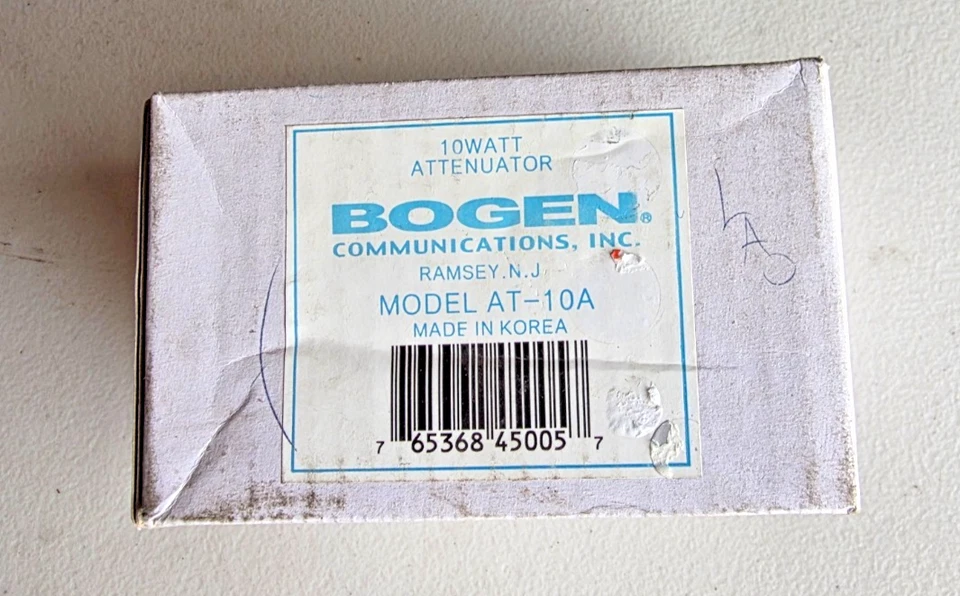 10WATT
ATTENUATOR
BOGEN®
COMMUNICATIONS, INC.
RAMSEY.N.J
MODEL AT-10A
MADE IN KOREA
7 65368 45005 7